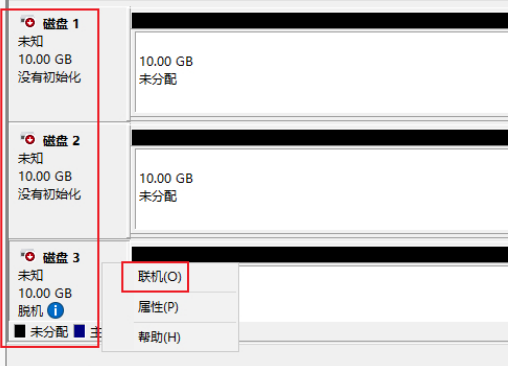 磁盘 1
未知
10.00 GB
没有初始化
10.00 GB
未分配
磁盘 2
未知
10.00 GB
没有初始化
10.00 GB
未分配
磁盘 3
未知
10.00 GB
脱机
联机(O)
属性(P)
帮助(H)
未分配 主